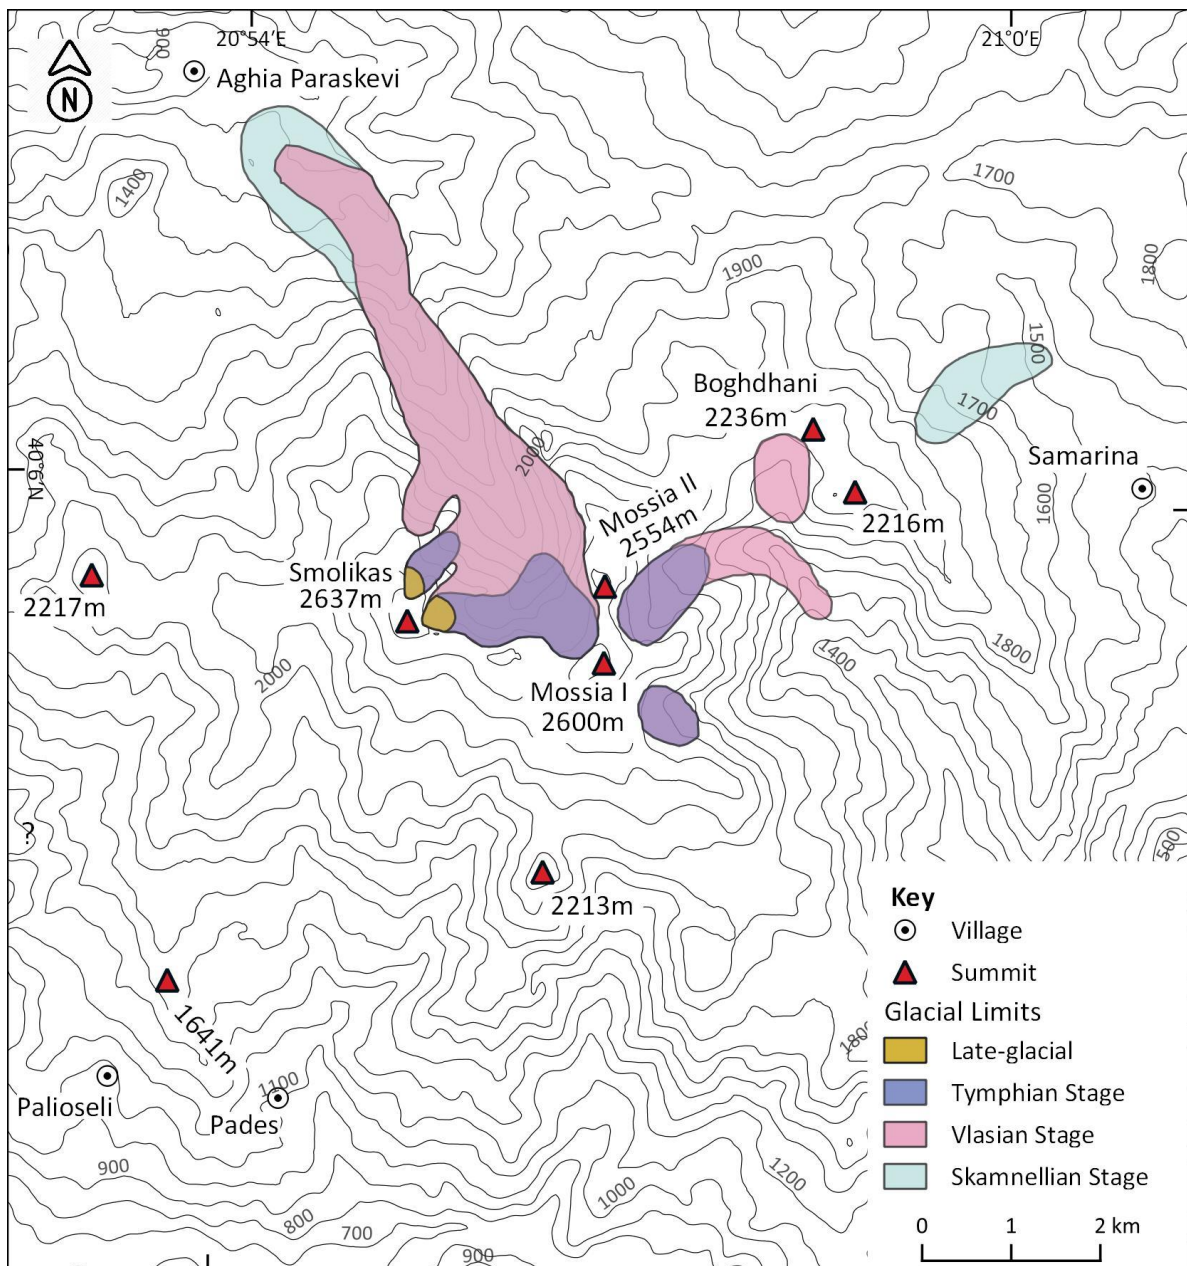 900
20°54'E
21°0'E
N
Aghia Paraskevi
1400
1700
1800
1900
1500
Boghdhani
2236m
1700
2000
40°6'N
Samarina
1600
2216m
Mossia II
2554m
Smolikas
2637m
2217m
2000
1400
1800
Mossia I
2600m
?
500
2213m
1641m
1800
1100
Palioseli
Pades
900
1200
1000
800
700
900
Key
Village
Summit
Glacial Limits
Late-glacial
Tymphian Stage
Vlasian Stage
Skamnellian Stage
0 1 2 km